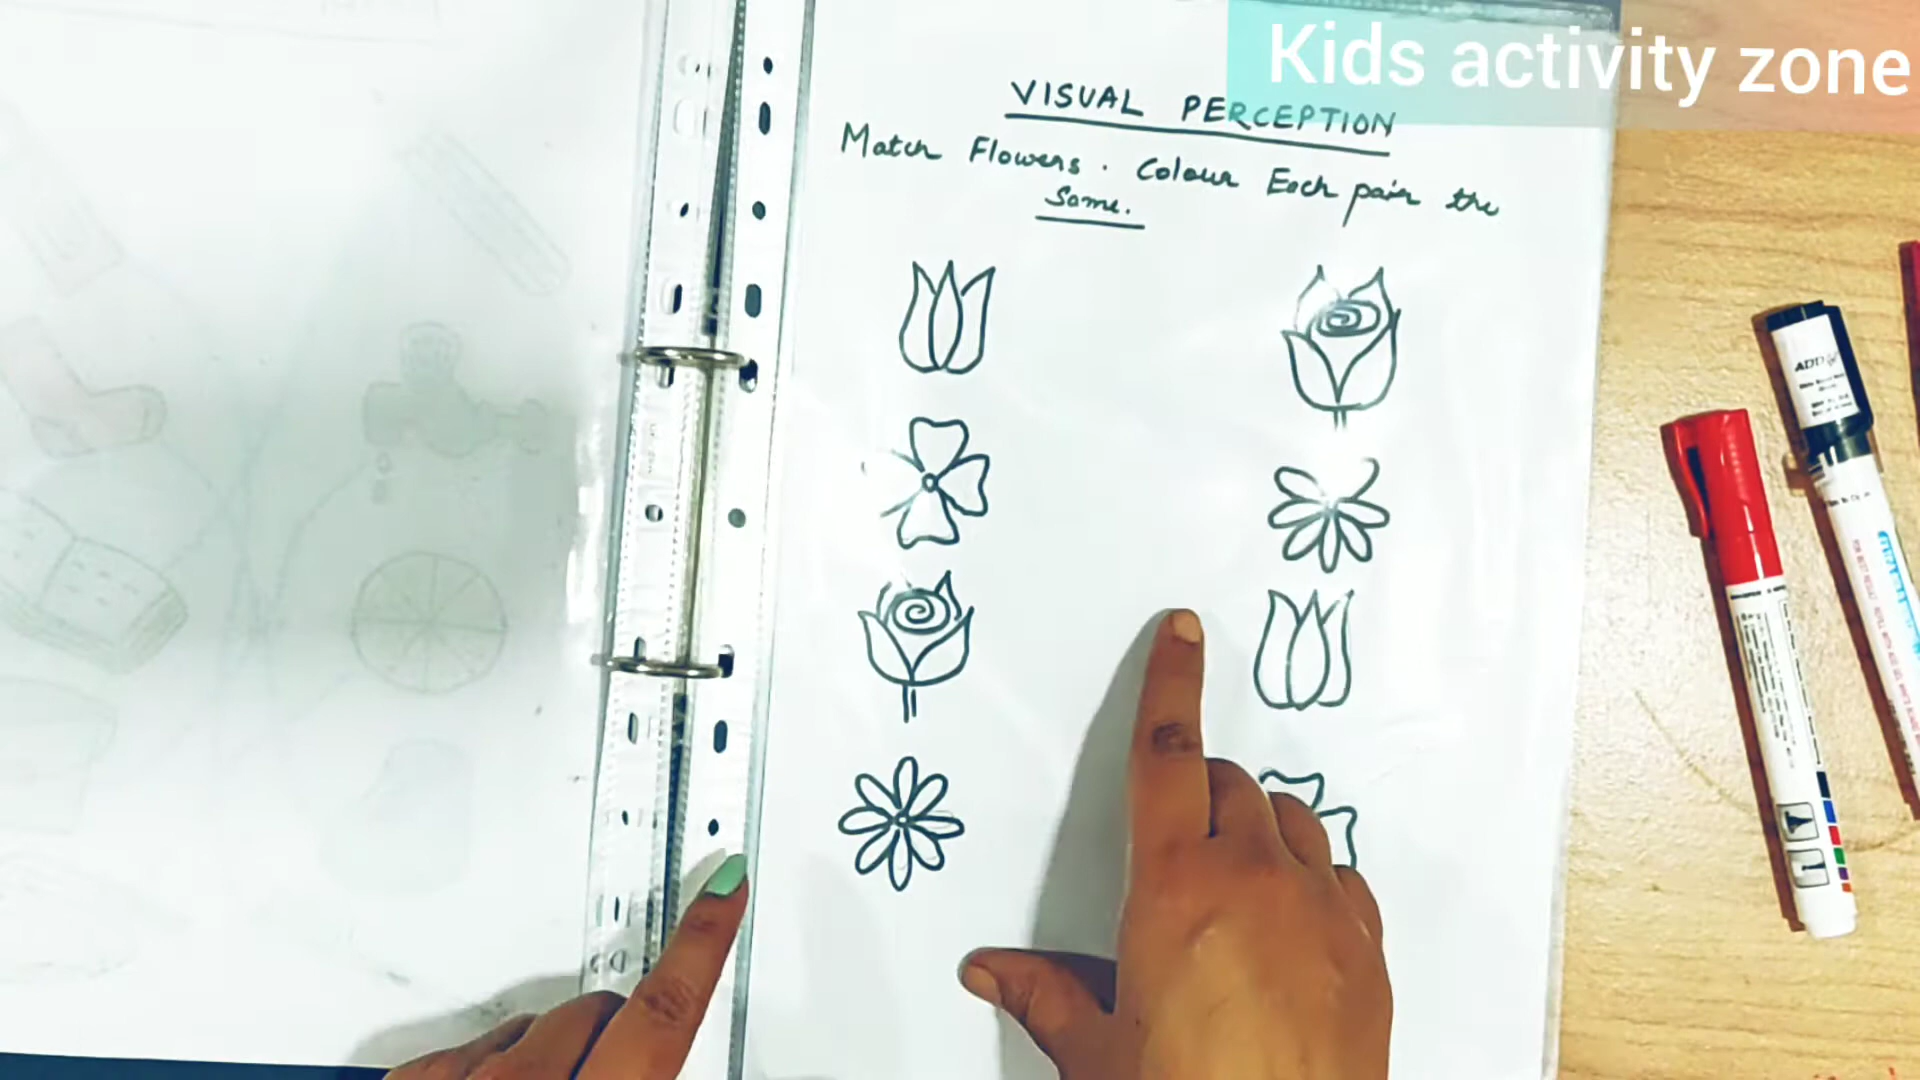 Kids activity zone
VISUAL PERCEPTION
Match Flowers. Colour Each pair the
Same.